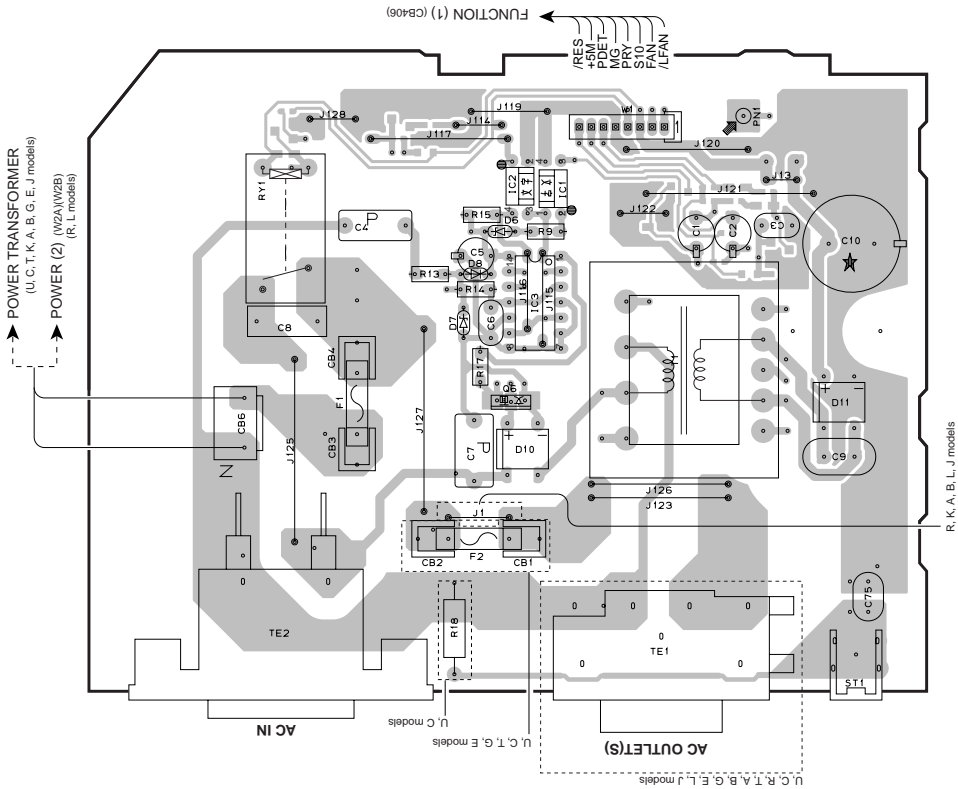 FUNCTION (1) (CB406)
/RES
+5M
PDET
MG
PRY
S10
FAN
/LFAN
POWER TRANSFORMER
(U, C, T, K, A, B, G, E, J models)
POWER (2) (W2A)(W2B)
(R, L models)
J128
J119
J114
J117
W1
1
PN1
J120
J13
J121
J122
RY1
C4
P
IC2
IC1
R15
D6
R9
C1
C2
C3
C10
C5
D8
R13
R14
J116
IC3
J115
C8
D7
C6
T1
CB4
F1
CB3
J125
J127
R17
Q6
CB6
N
C7
P
D10
D11
C9
J126
J123
J1
CB2
F2
CB1
R, K, A, B, L, J models
TE2
R18
TE1
C75
ST1
AC IN
U, C models
U, C, T, G, E models
AC OUTLET(S)
U, C, R, T, A, B, G, E, L, J models